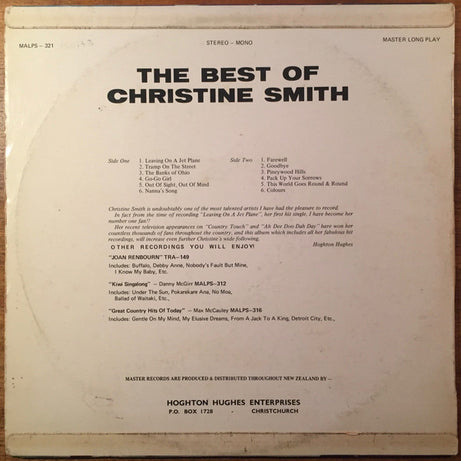 MALPS – 321
STEREO – MONO
MASTER LONG PLAY
THE BEST OF
CHRISTINE SMITH
Side One
1. Leaving On A Jet Plane
2. Tramp On The Street
3. The Banks of Ohio
4. Go-Go Girl
5. Out Of Sight, Out Of Mind
6. Nanna's Song
Side Two
1. Farewell
2. Goodbye
3. Pineywood Hills
4. Pack Up Your Sorrows
5. This World Goes Round & Round
6. Colours
Christine Smith is undoubtably one of the most talented artists I have had the pleasure to record.
In fact from the time of recording "Leaving On A Jet Plane", her first hit single, I have become her
number one fan!!
Her recent television appearances on "Country Touch" and "Ah Dee Doo Dah Day" have won her
countless thousands of fans throughout the country, and this album which includes all her fabulous hit
recordings, will increase even further Christine's wide following.
Hoghton Hughes
OTHER RECORDINGS YOU WILL ENJOY!
"JOAN RENBOURN" TRA–149
Includes: Buffalo, Debby Anne, Nobody's Fault But Mine,
I Know My Baby, Etc.
"Kiwi Singalong" – Danny McGirr MALPS–312
Includes: Under The Sun, Pokarekare Ana, No Moa,
Ballad of Waitaki, Etc.,
"Great Country Hits Of Today" – Max McCauley MALPS–316
Includes: Gentle On My Mind, My Elusive Dreams, From A Jack To A King, Detroit City, Etc.,
MASTER RECORDS ARE PRODUCED & DISTRIBUTED THROUGHOUT NEW ZEALAND BY –
HOGHTON HUGHES ENTERPRISES
P.O. BOX 1728 - CHRISTCHURCH